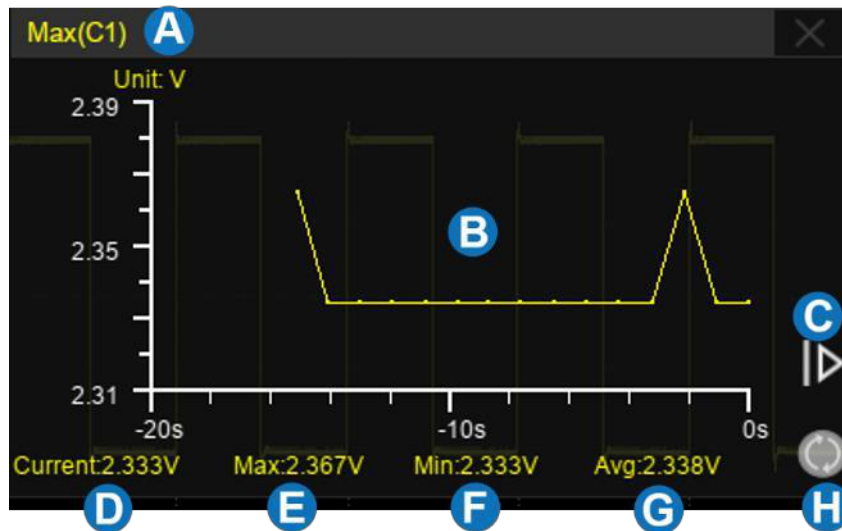 Max(C1) A
Unit: V
2.39
B
2.35
C
2.31
-20s -10s 0s
Current:2.333V Max:2.367V Min:2.333V Avg:2.338V
D E F G H